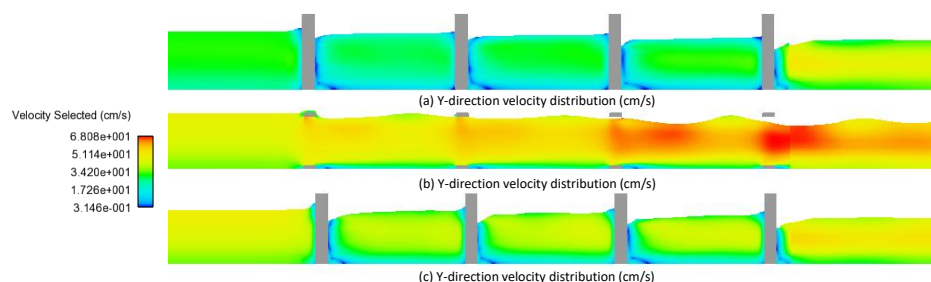 (a) Y-direction velocity distribution (cm/s)
Velocity Selected (cm/s)
6.808e+001
5.114e+001
3.420e+001
1.726e+001
3.146e-001
(b) Y-direction velocity distribution (cm/s)
(c) Y-direction velocity distribution (cm/s)